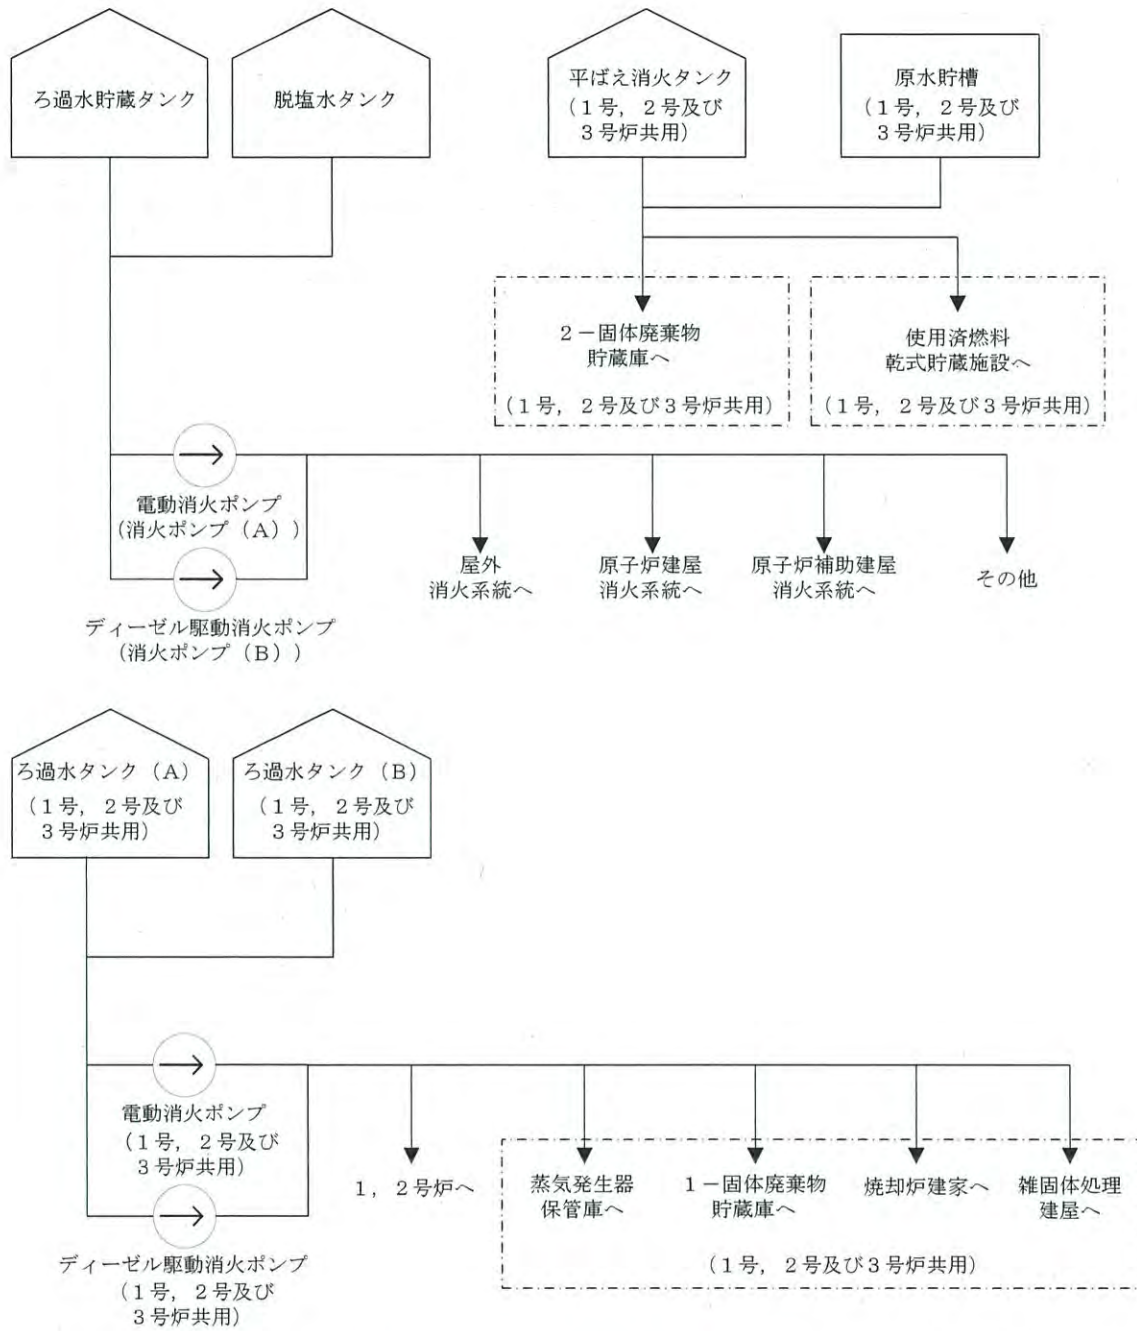 ろ過水貯蔵タンク
脱塩水タンク
平ばえ消火タンク
（1号，2号及び
3号炉共用）
原水貯槽
（1号，2号及び
3号炉共用）
2－固体廃棄物
貯蔵庫へ
（1号，2号及び3号炉共用）
使用済燃料
乾式貯蔵施設へ
（1号，2号及び3号炉共用）
電動消火ポンプ
（消火ポンプ（A））
ディーゼル駆動消火ポンプ
（消火ポンプ（B））
屋外
消火系統へ
原子炉建屋
消火系統へ
原子炉補助建屋
消火系統へ
その他
ろ過水タンク（A）
（1号，2号及び
3号炉共用）
ろ過水タンク（B）
（1号，2号及び
3号炉共用）
電動消火ポンプ
（1号，2号及び
3号炉共用）
ディーゼル駆動消火ポンプ
（1号，2号及び
3号炉共用）
1，2号炉へ
蒸気発生器
保管庫へ
1－固体廃棄物
貯蔵庫へ
焼却炉建家へ
雑固体処理
建屋へ
（1号，2号及び3号炉共用）